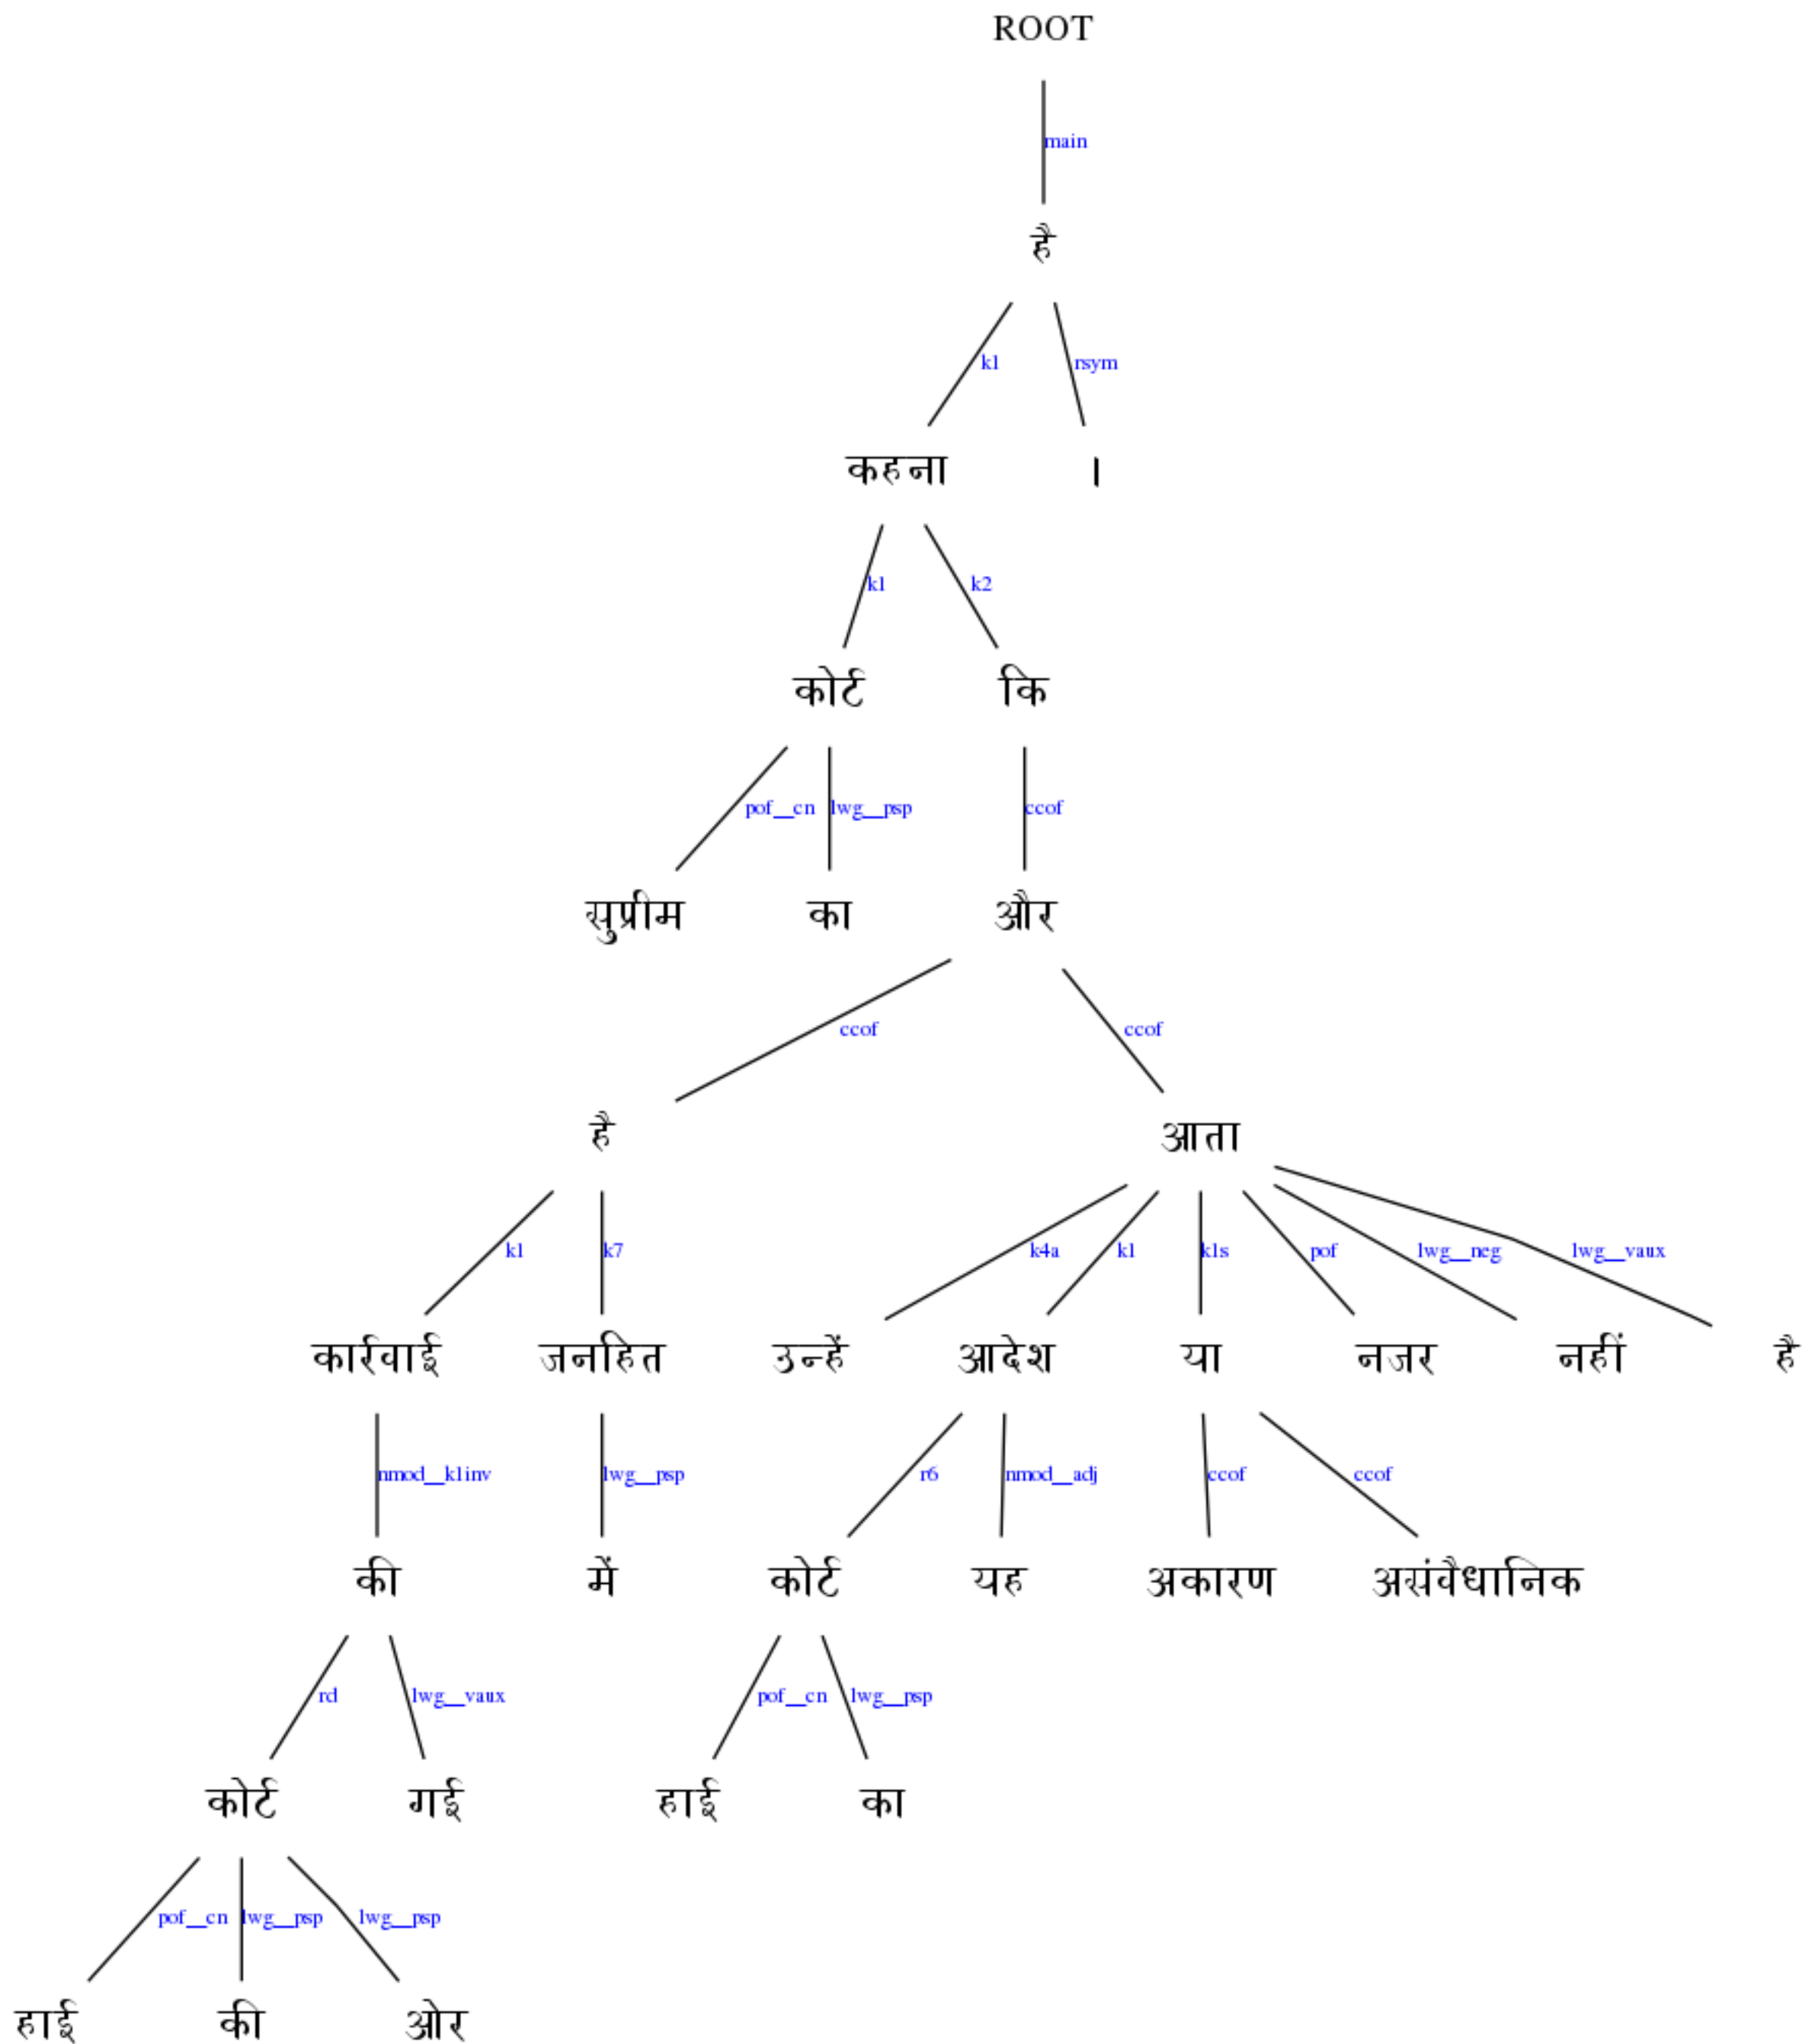 ROOT
main
है
k1 rsym
कहना ।
k1 k2
कोर्ट कि
pof__cn lwg__psp ccof
सुप्रीम का और
ccof ccof
है आता
k1 k7 k4a k1 k1s pof lwg__neg lwg__vaux
कार्रवाई जनहित उन्हें आदेश या नजर नहीं है
nmod__k1inv lwg__psp r6 nmod__adj ccof ccof
की में कोर्ट यह अकारण असंवैधानिक
rd lwg__vaux pof__cn lwg__psp
कोर्ट गई हाई का
pof__cn lwg__psp lwg__psp
हाई की ओर